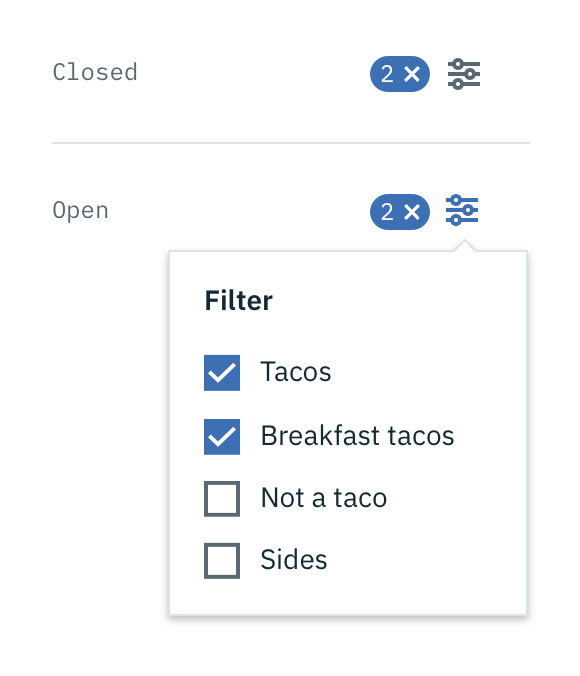 Closed
2
Open
2
Filter
Tacos
Breakfast tacos
Not a taco
Sides